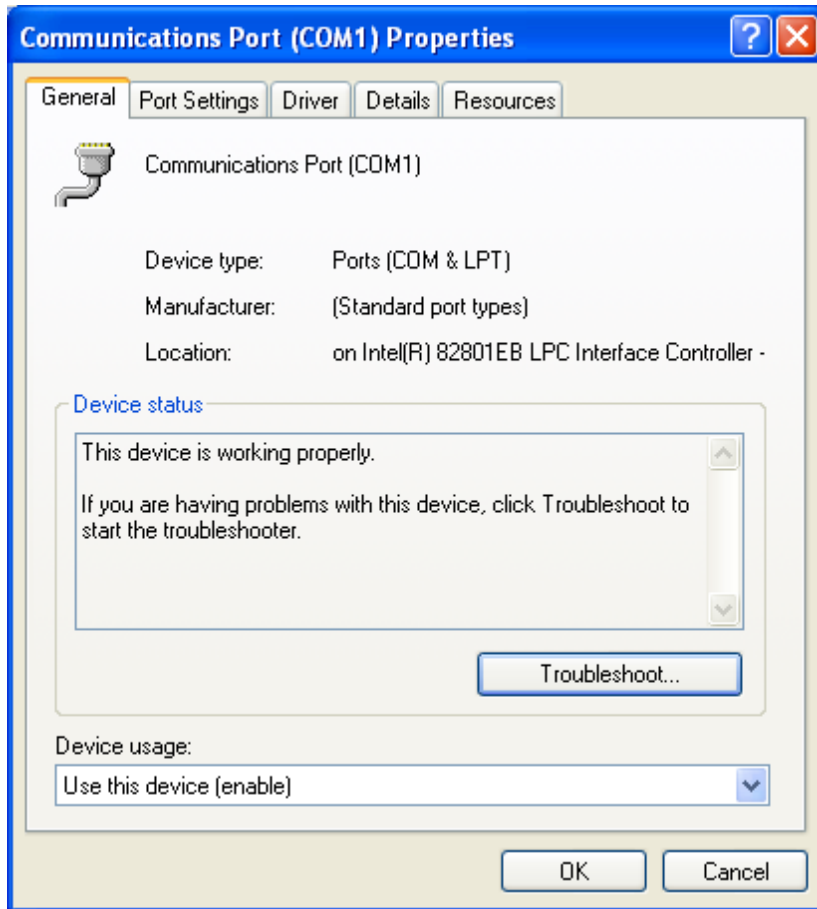 Communications Port (COM1) Properties
General Port Settings Driver Details Resources
Communications Port (COM1)
Device type: Ports (COM & LPT)
Manufacturer: (Standard port types)
Location: on Intel(R) 82801EB LPC Interface Controller -
Device status
This device is working properly.
If you are having problems with this device, click Troubleshoot to
start the troubleshooter.
Troubleshoot...
Device usage:
Use this device (enable)
OK Cancel